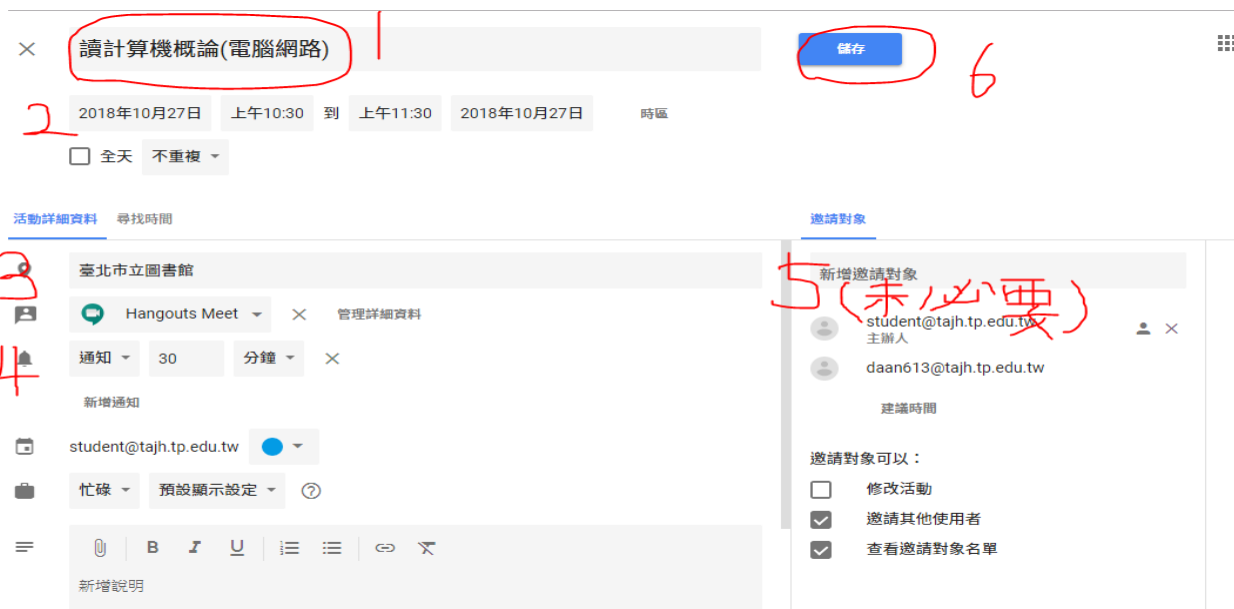 讀計算機概論(電腦網路)
1
儲存
6
2
2018年10月27日 上午10:30 到 上午11:30 2018年10月27日 時區
全天 不重複
活動詳細資料 尋找時間
邀請對象
3
臺北市立圖書館
5(未必要)
新增邀請對象
Hangouts Meet 管理詳細資料
student@tajh.tp.edu.tw
主辦人
4
通知 30 分鐘
daan613@tajh.tp.edu.tw
新增通知
建議時間
student@tajh.tp.edu.tw
邀請對象可以：
忙碌 預設顯示設定
修改活動
邀請其他使用者
查看邀請對象名單
B I U
新增說明